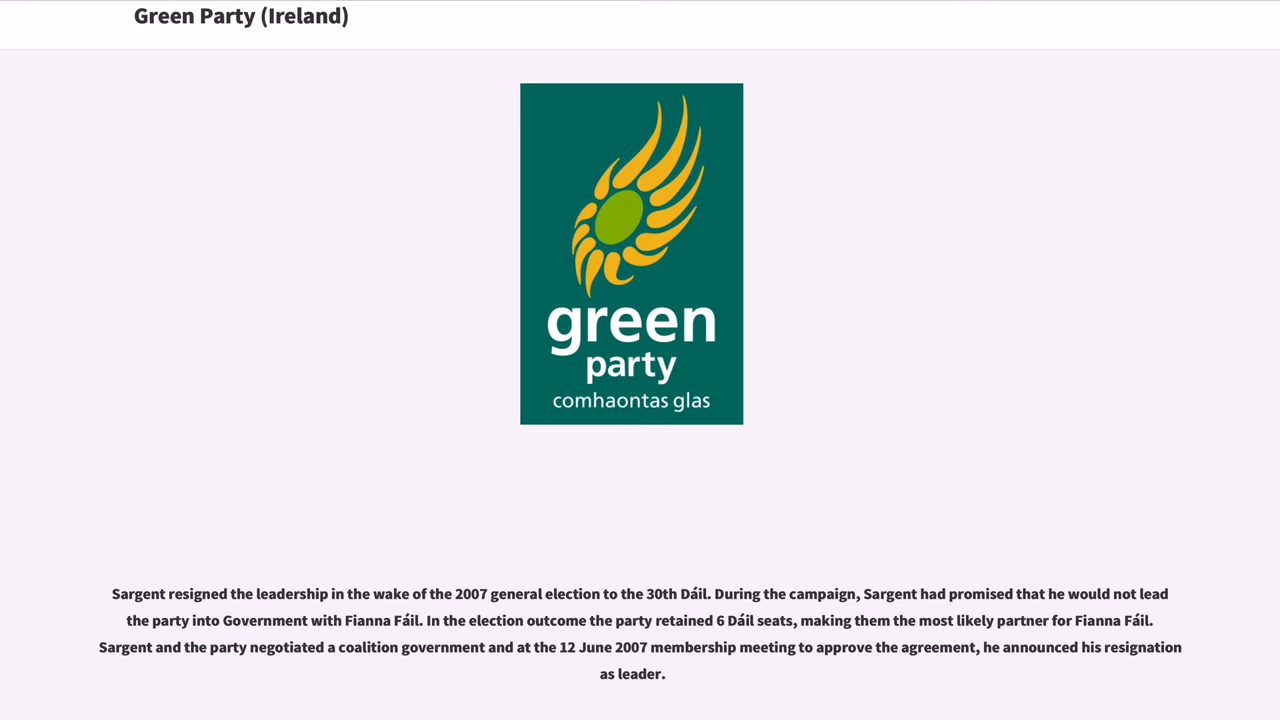 Green Party (Ireland)
green
party
comhaontas glas
Sargent resigned the leadership in the wake of the 2007 general election to the 30th Dáil. During the campaign, Sargent had promised that he would not lead
the party into Government with Fianna Fáil. In the election outcome the party retained 6 Dáil seats, making them the most likely partner for Fianna Fáil.
Sargent and the party negotiated a coalition government and at the 12 June 2007 membership meeting to approve the agreement, he announced his resignation
as leader.